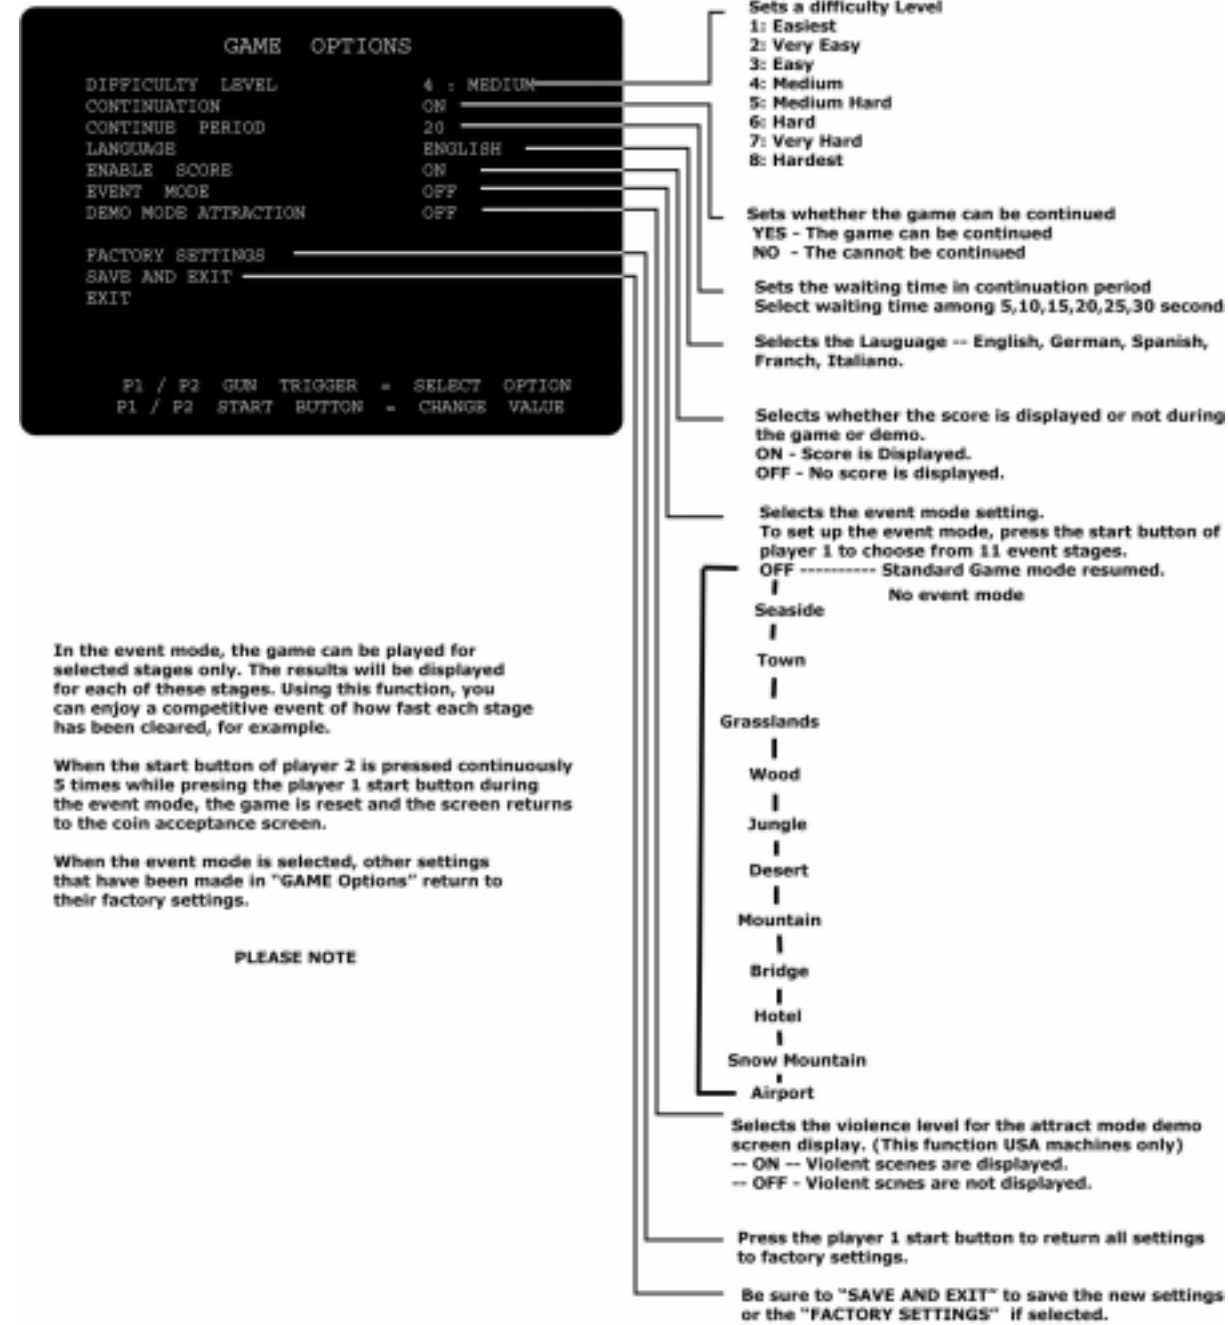 GAME OPTIONS
DIFFICULTY LEVEL 4 : MEDIUM
CONTINUATION ON
CONTINUE PERIOD 20
LANGUAGE ENGLISH
ENABLE SCORE ON
EVENT MODE OFF
DEMO MODE ATTRACTION OFF
FACTORY SETTINGS
SAVE AND EXIT
EXIT
P1 / P2 GUN TRIGGER = SELECT OPTION
P1 / P2 START BUTTON = CHANGE VALUE
Sets a difficulty Level
1: Easiest
2: Very Easy
3: Easy
4: Medium
5: Medium Hard
6: Hard
7: Very Hard
8: Hardest
Sets whether the game can be continued
YES - The game can be continued
NO - The cannot be continued
Sets the waiting time in continuation period
Select waiting time among 5,10,15,20,25,30 second
Selects the Lauguage -- English, German, Spanish,
Franch, Italiano.
Selects whether the score is displayed or not during
the game or demo.
ON - Score is Displayed.
OFF - No score is displayed.
Selects the event mode setting.
To set up the event mode, press the start button of
player 1 to choose from 11 event stages.
OFF ---------- Standard Game mode resumed.
No event mode
Seaside
Town
Grasslands
Wood
Jungle
Desert
Mountain
Bridge
Hotel
Snow Mountain
Airport
In the event mode, the game can be played for
selected stages only. The results will be displayed
for each of these stages. Using this function, you
can enjoy a competitive event of how fast each stage
has been cleared, for example.
When the start button of player 2 is pressed continuously
5 times while presing the player 1 start button during
the event mode, the game is reset and the screen returns
to the coin acceptance screen.
When the event mode is selected, other settings
that have been made in "GAME Options" return to
their factory settings.
PLEASE NOTE
Selects the violence level for the attract mode demo
screen display. (This function USA machines only)
-- ON -- Violent scenes are displayed.
-- OFF - Violent scnes are not displayed.
Press the player 1 start button to return all settings
to factory settings.
Be sure to "SAVE AND EXIT" to save the new settings
or the "FACTORY SETTINGS" if selected.